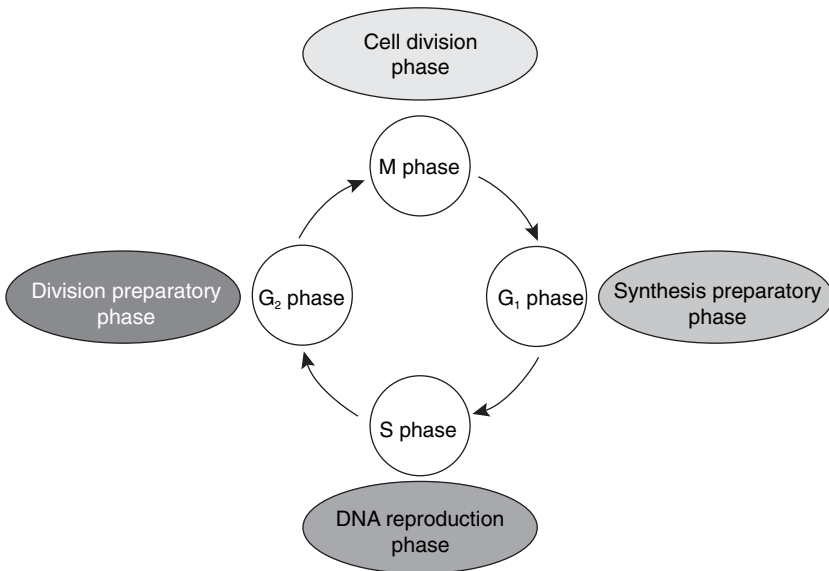 Cell division
phase
M phase
Division preparatory
phase
G₂ phase
G₁ phase
Synthesis preparatory
phase
S phase
DNA reproduction
phase